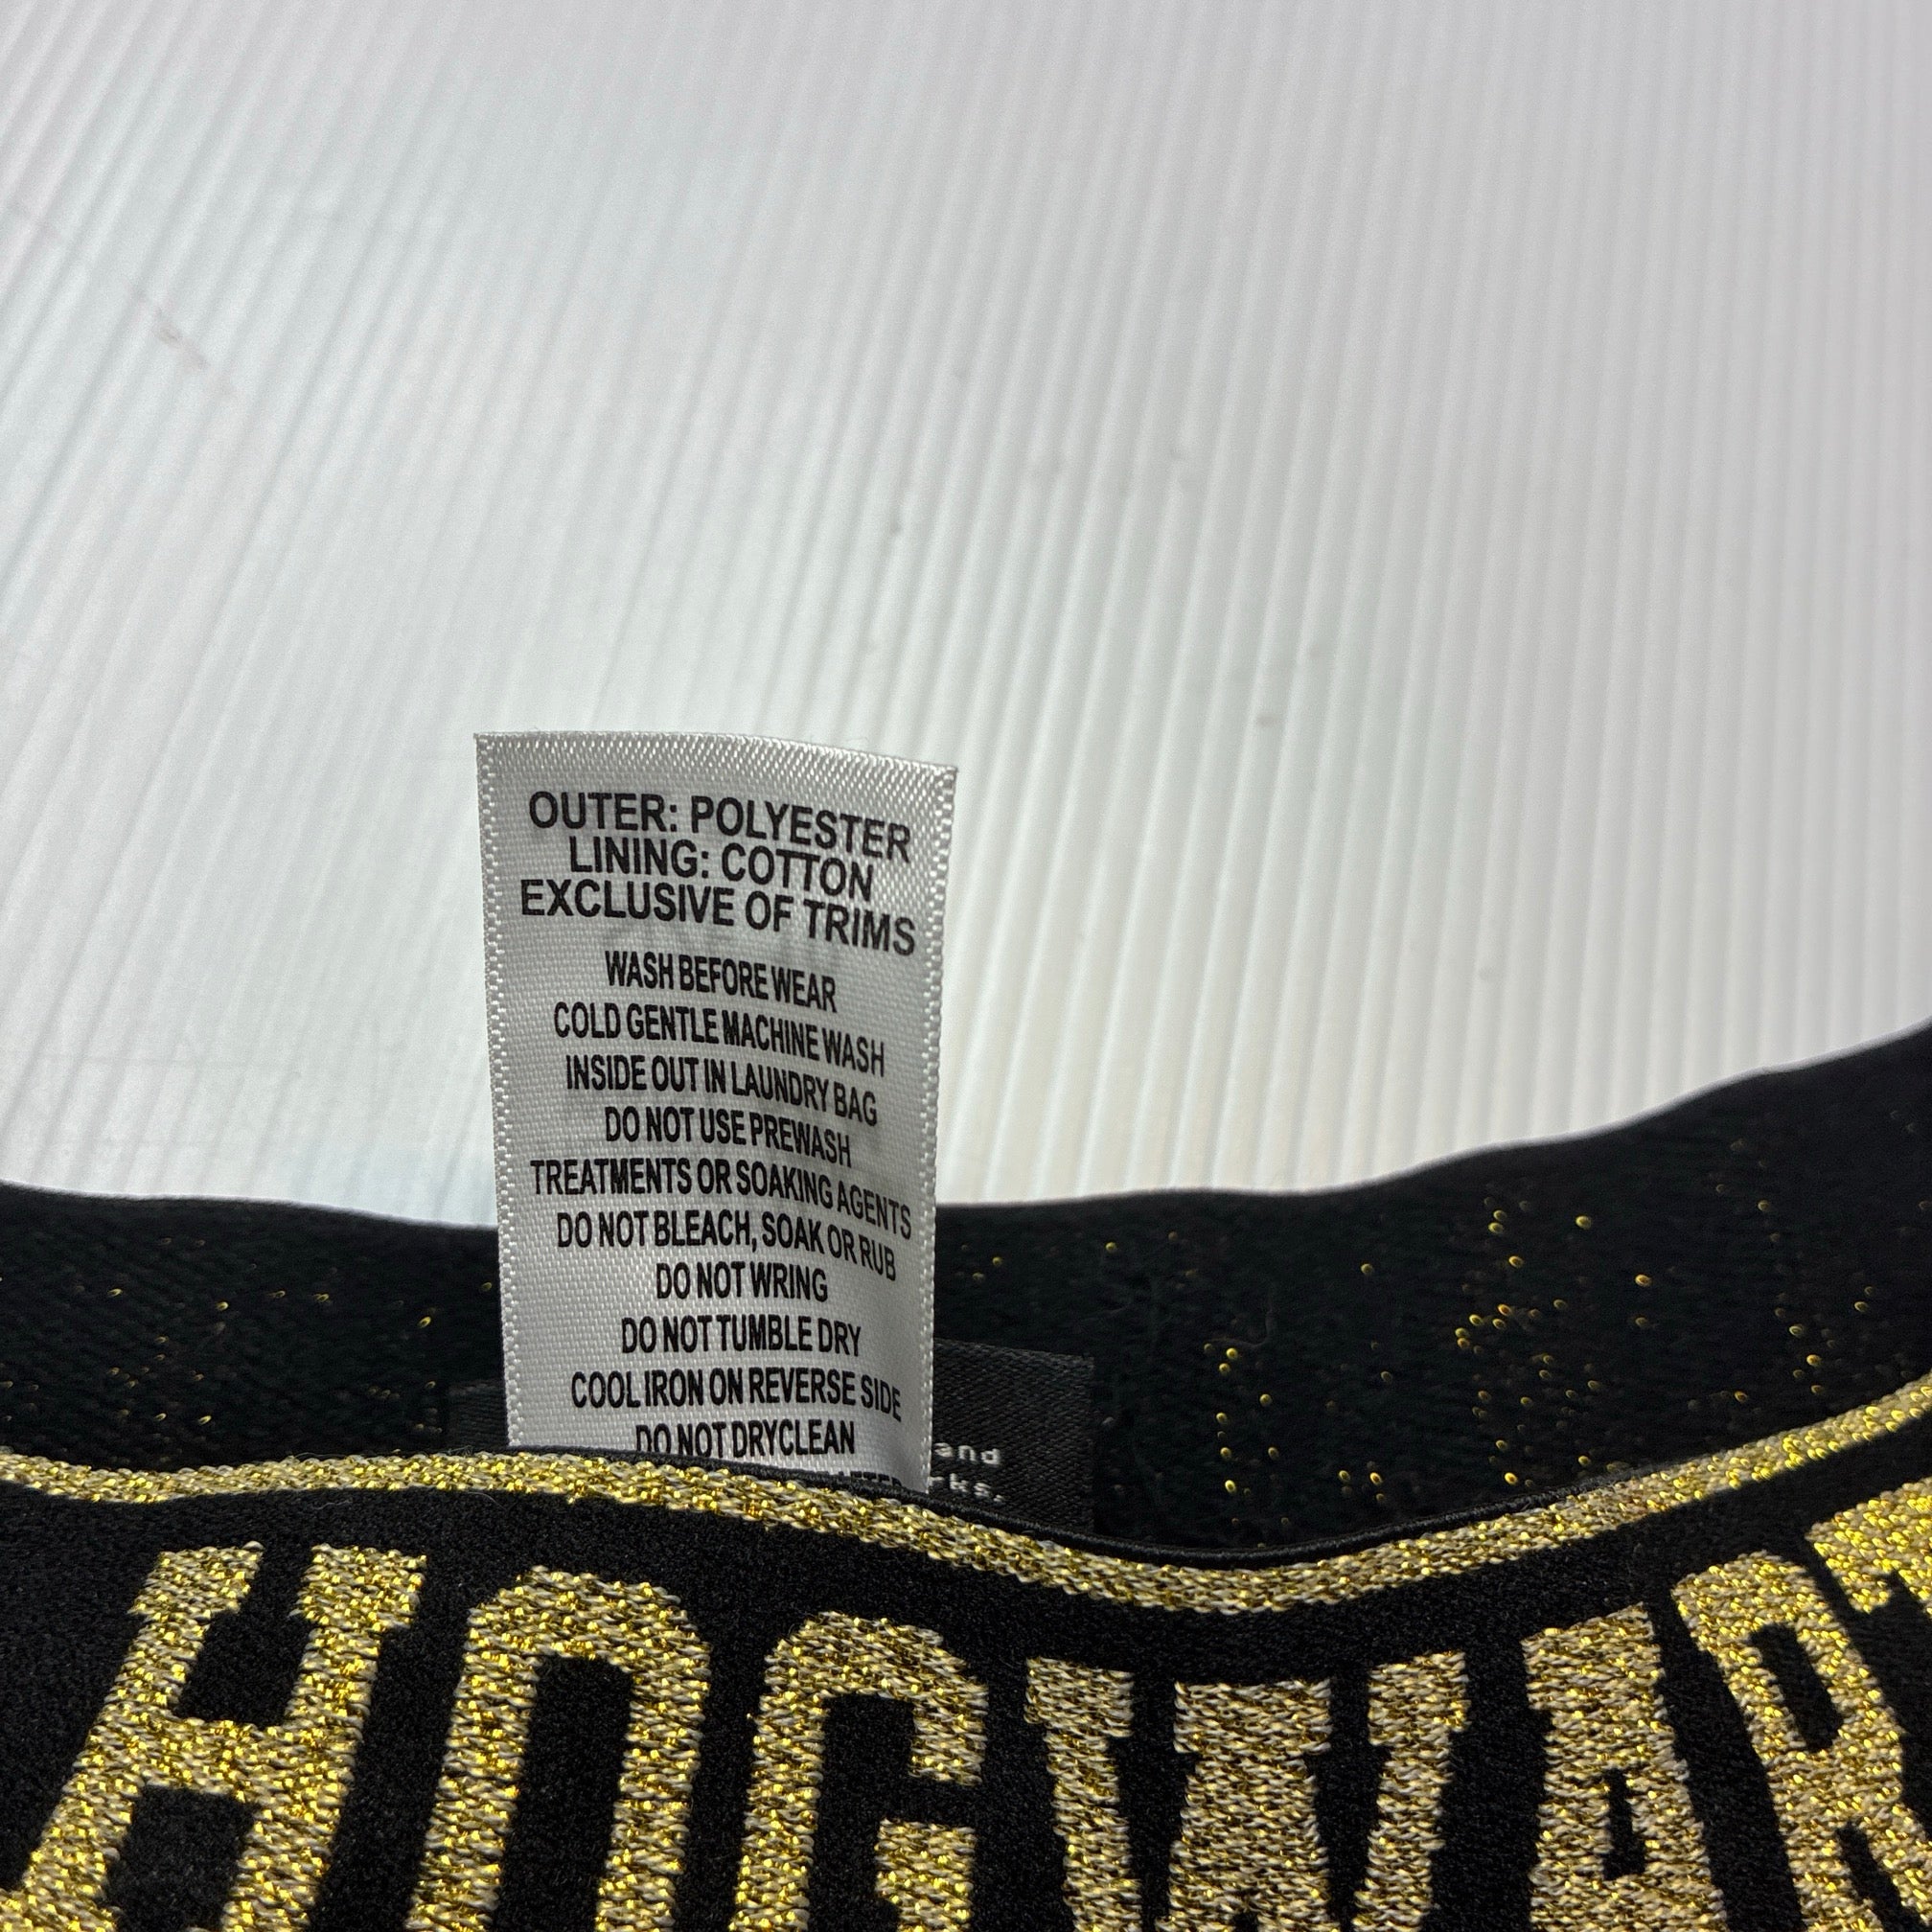 OUTER: POLYESTER
LINING: COTTON
EXCLUSIVE OF TRIMS
WASH BEFORE WEAR
COLD GENTLE MACHINE WASH
INSIDE OUT IN LAUNDRY BAG
DO NOT USE PREWASH
TREATMENTS OR SOAKING AGENTS
DO NOT BLEACH, SOAK OR RUB
DO NOT WRING
DO NOT TUMBLE DRY
COOL IRON ON REVERSE SIDE
DO NOT DRYCLEAN
and
HOGWART